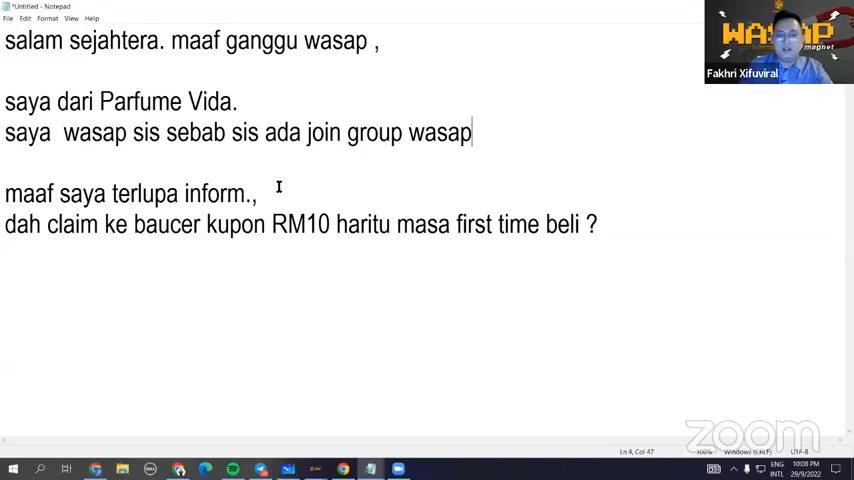 *Untitled - Notepad
File Edit Format View Help
salam sejahtera. maaf ganggu wasap ,
saya dari Parfume Vida.
saya wasap sis sebab sis ada join group wasap
maaf saya terlupa inform.,
dah claim ke baucer kupon RM10 haritu masa first time beli ?
WASAP
magnet
Fakhri Xifuviral
zoom
Ln 4, Col 47
100%
Windows (CRLF)
UTF-8
DELL
ENG
INTL
10:08 PM
29/9/2022